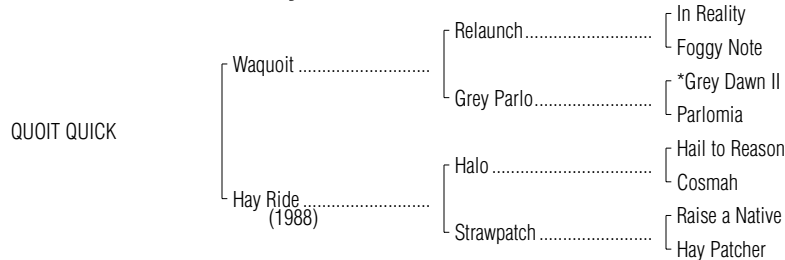 In Reality
Relaunch..............................
Foggy Note
Waquoit ...............................
*Grey Dawn II
Grey Parlo............................
Parlomia
QUOIT QUICK
Hail to Reason
Halo ......................................
Cosmah
Hay Ride ..............................
(1988)
Raise a Native
Strawpatch ...........................
Hay Patcher